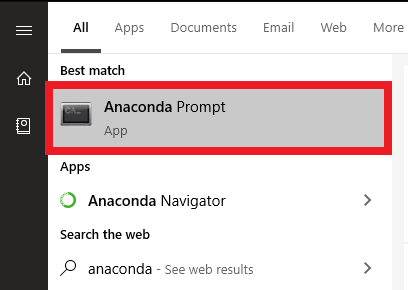 All Apps Documents Email Web More
Best match
Anaconda Prompt
App
Apps
Anaconda Navigator
Search the web
anaconda - See web results